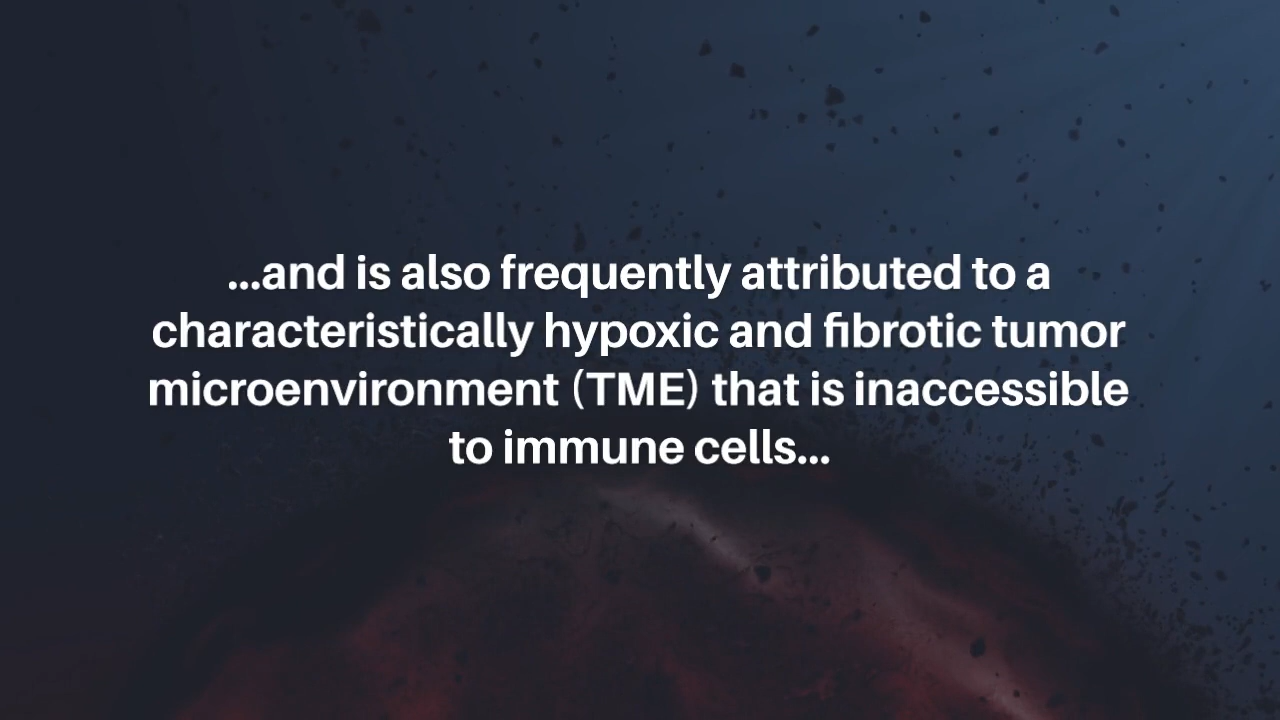 ...and is also frequently attributed to a
characteristically hypoxic and fibrotic tumor
microenvironment (TME) that is inaccessible
to immune cells...